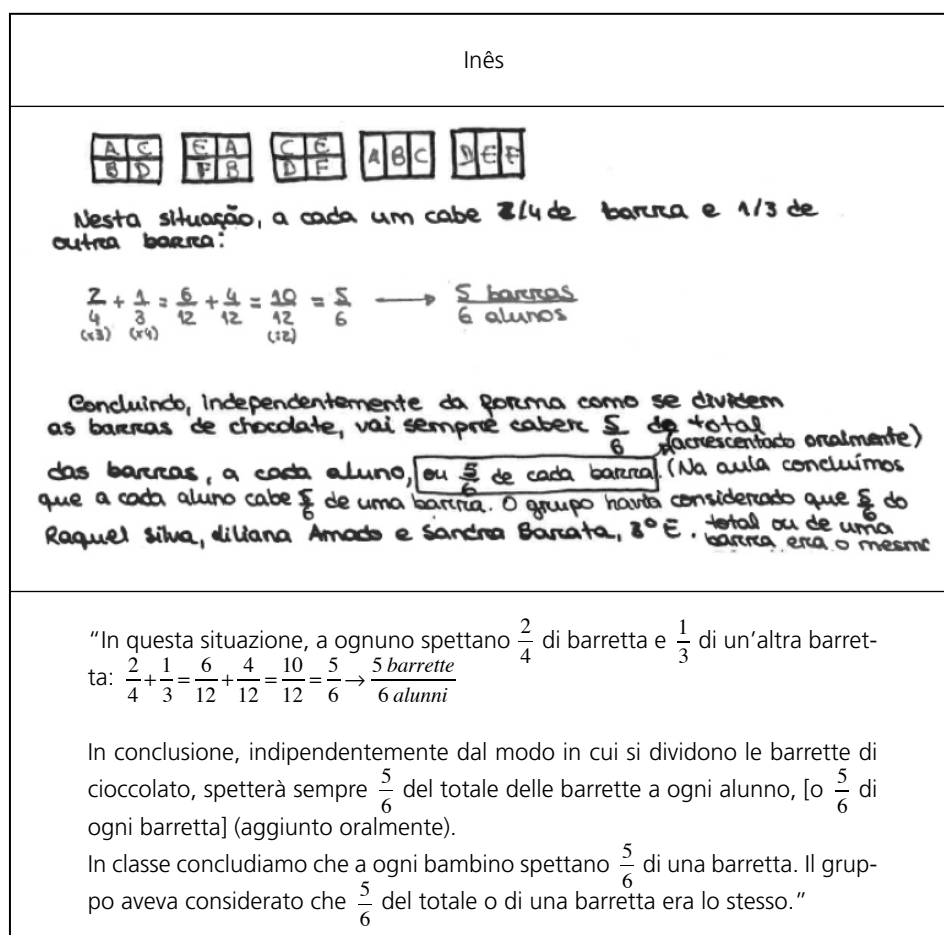 Inês
A C E A C E A B C D E F
B D F B D F
Nesta situação, a cada um cabe 2/4 de barra e 1/3 de
outra barra:
2/4 + 1/3 = 6/12 + 4/12 = 10/12 = 5/6 → 5 barras/6 alunos
(x3) (x4) (:2)
Concluindo, independentemente da forma como se dividem
as barras de chocolate, vai sempre caber 5/6 do total
(acrescentado oralmente)
das barras, a cada aluno, ou 5/6 de cada barra. (Na aula concluímos
que a cada aluno cabe 5/6 de uma barra. O grupo havia considerado que 5/6 do
total ou de uma
Raquel Silva, Liliana Amado e Sandra Barata, 8º E. barra era o mesmo
"In questa situazione, a ognuno spettano 2/4 di barretta e 1/3 di un'altra barret-
ta: 2/4 + 1/3 = 6/12 + 4/12 = 10/12 = 5/6 → 5 barrette/6 alunni
In conclusione, indipendentemente dal modo in cui si dividono le barrette di
cioccolato, spetterà sempre 5/6 del totale delle barrette a ogni alunno, [o 5/6 di
ogni barretta] (aggiunto oralmente).
In classe concludiamo che a ogni bambino spettano 5/6 di una barretta. Il grup-
po aveva considerato che 5/6 del totale o di una barretta era lo stesso."